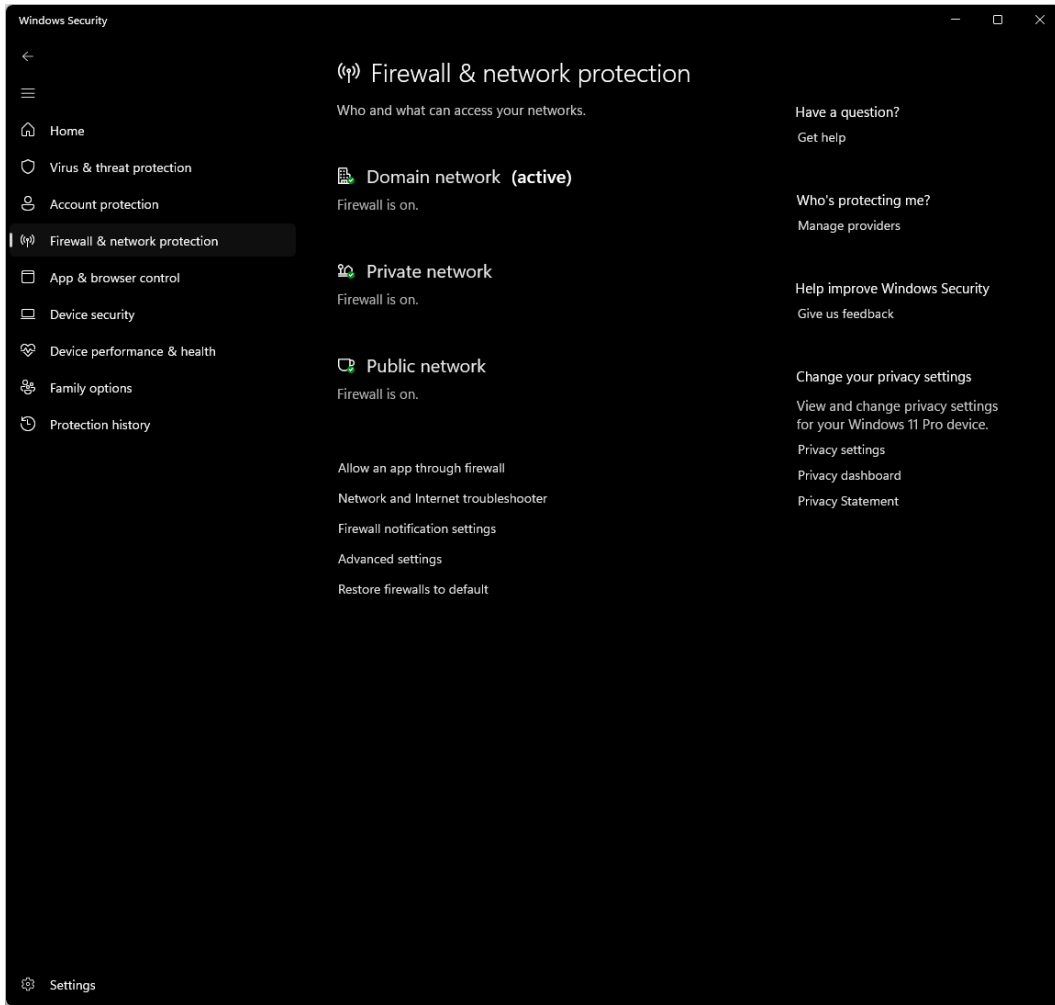 Windows Security
Home
Virus & threat protection
Account protection
Firewall & network protection
App & browser control
Device security
Device performance & health
Family options
Protection history
Settings
Firewall & network protection
Who and what can access your networks.
Domain network (active)
Firewall is on.
Private network
Firewall is on.
Public network
Firewall is on.
Allow an app through firewall
Network and Internet troubleshooter
Firewall notification settings
Advanced settings
Restore firewalls to default
Have a question?
Get help
Who's protecting me?
Manage providers
Help improve Windows Security
Give us feedback
Change your privacy settings
View and change privacy settings
for your Windows 11 Pro device.
Privacy settings
Privacy dashboard
Privacy Statement